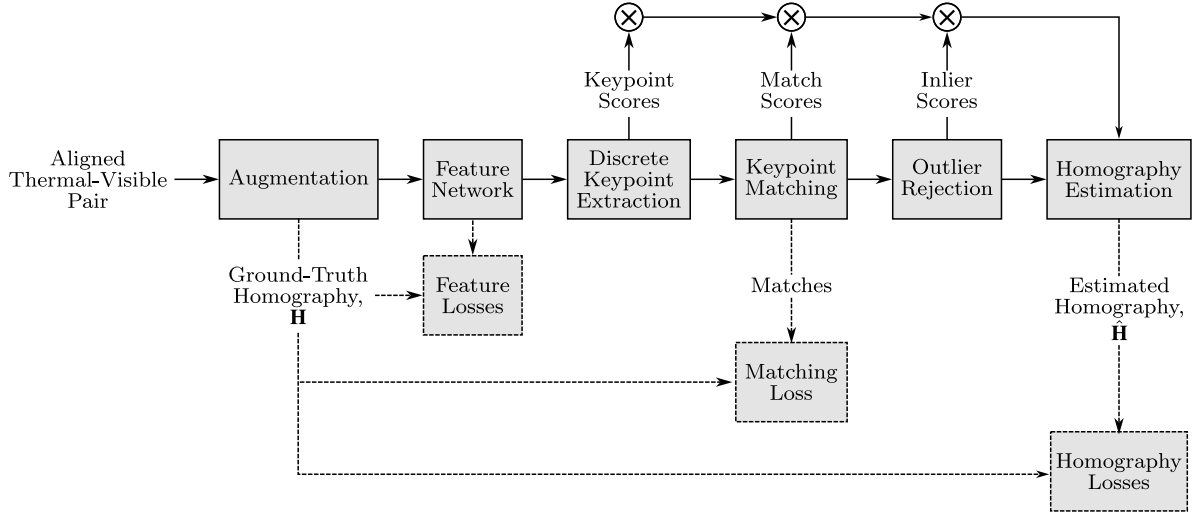 Keypoint
Scores
Match
Scores
Inlier
Scores
Aligned
Thermal-Visible
Pair
Augmentation
Feature
Network
Discrete
Keypoint
Extraction
Keypoint
Matching
Outlier
Rejection
Homography
Estimation
Ground-Truth
Homography,
H
Feature
Losses
Matches
Estimated
Homography,
Ĥ
Matching
Loss
Homography
Losses